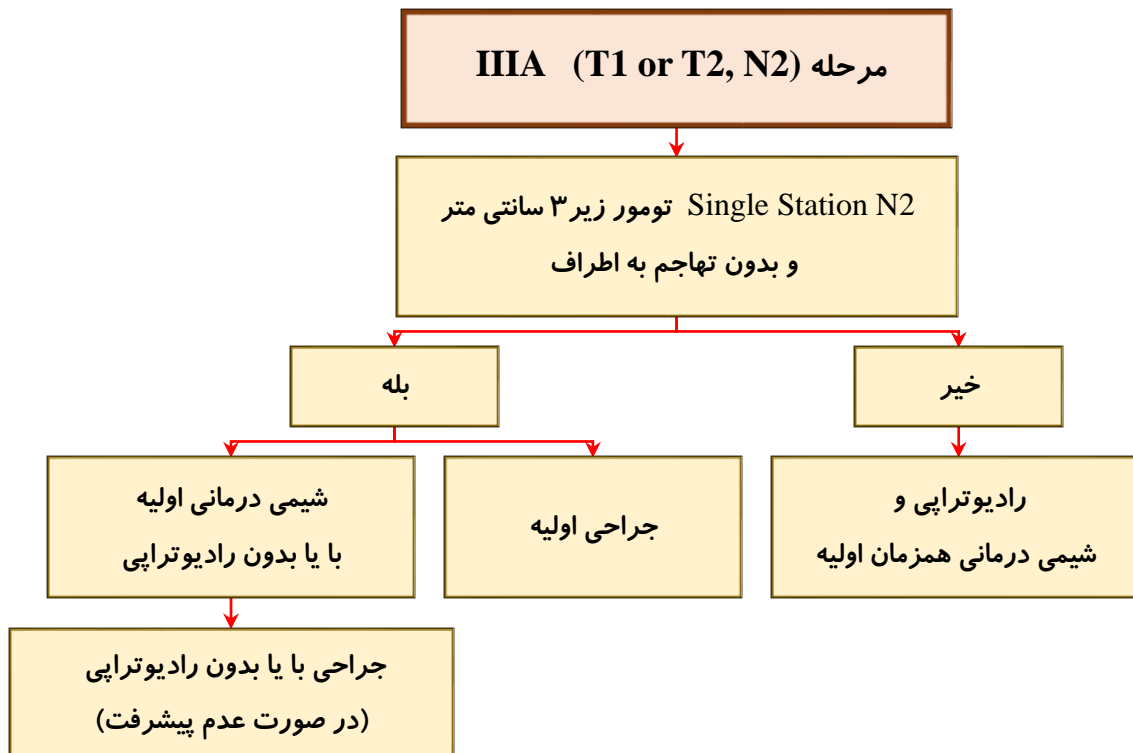 مرحله IIIA (T1 or T2, N2)
Single Station N2 تومور زیر ۳ سانتی متر
و بدون تهاجم به اطراف
خیر
بله
رادیوتراپی و
شیمی درمانی همزمان اولیه
جراحی اولیه
شیمی درمانی اولیه
با یا بدون رادیوتراپی
جراحی با یا بدون رادیوتراپی
(در صورت عدم پیشرفت)